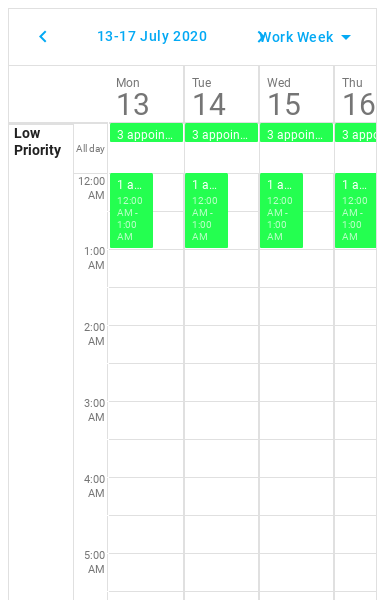 13-17 July 2020
Work Week
Mon Tue Wed Thu
13 14 15 16
Low
Priority
All day
3 appoin... 3 appoin... 3 appoin... 3 appo
12:00
AM
1 a... 1 a... 1 a... 1 a...
12:00 12:00 12:00 12:00
AM - AM - AM - AM -
1:00 1:00 1:00 1:00
AM AM AM AM
1:00
AM
2:00
AM
3:00
AM
4:00
AM
5:00
AM